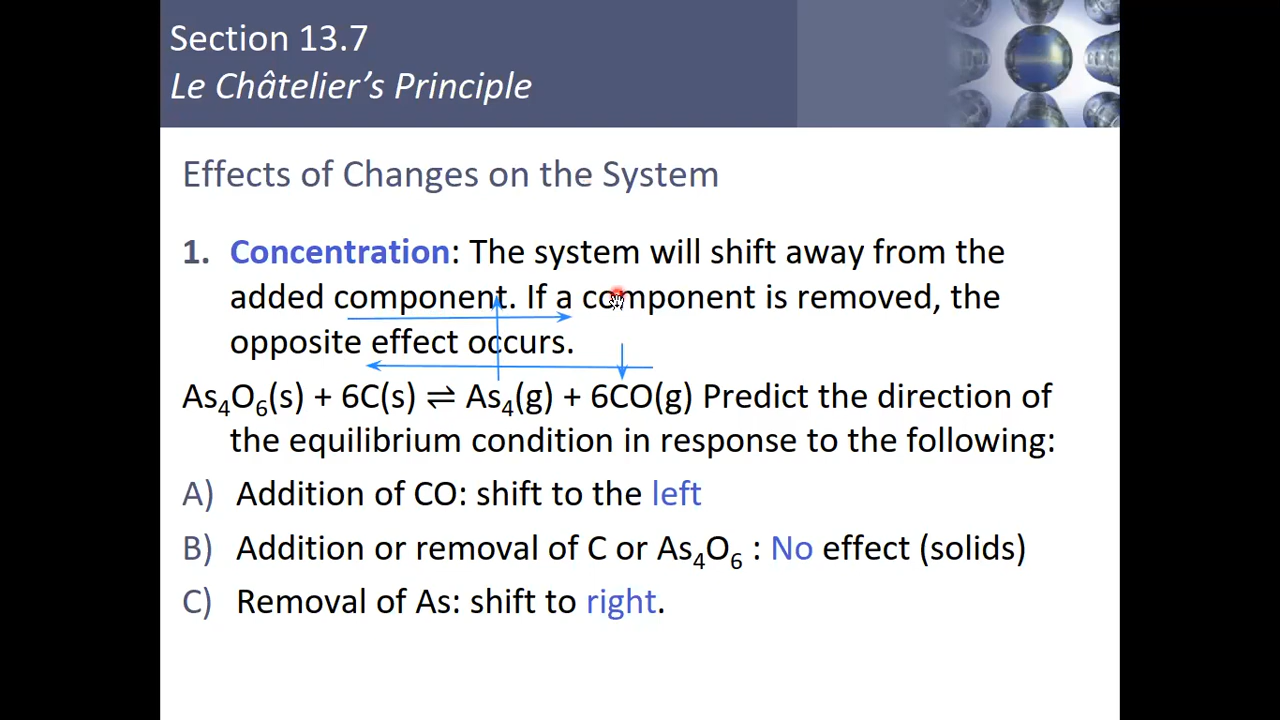 Section 13.7
Le Châtelier's Principle
Effects of Changes on the System
1. Concentration: The system will shift away from the
added component. If a component is removed, the
opposite effect occurs.
As₄O₆(s) + 6C(s) ⇌ As₄(g) + 6CO(g) Predict the direction of
the equilibrium condition in response to the following:
A) Addition of CO: shift to the left
B) Addition or removal of C or As₄O₆ : No effect (solids)
C) Removal of As: shift to right.